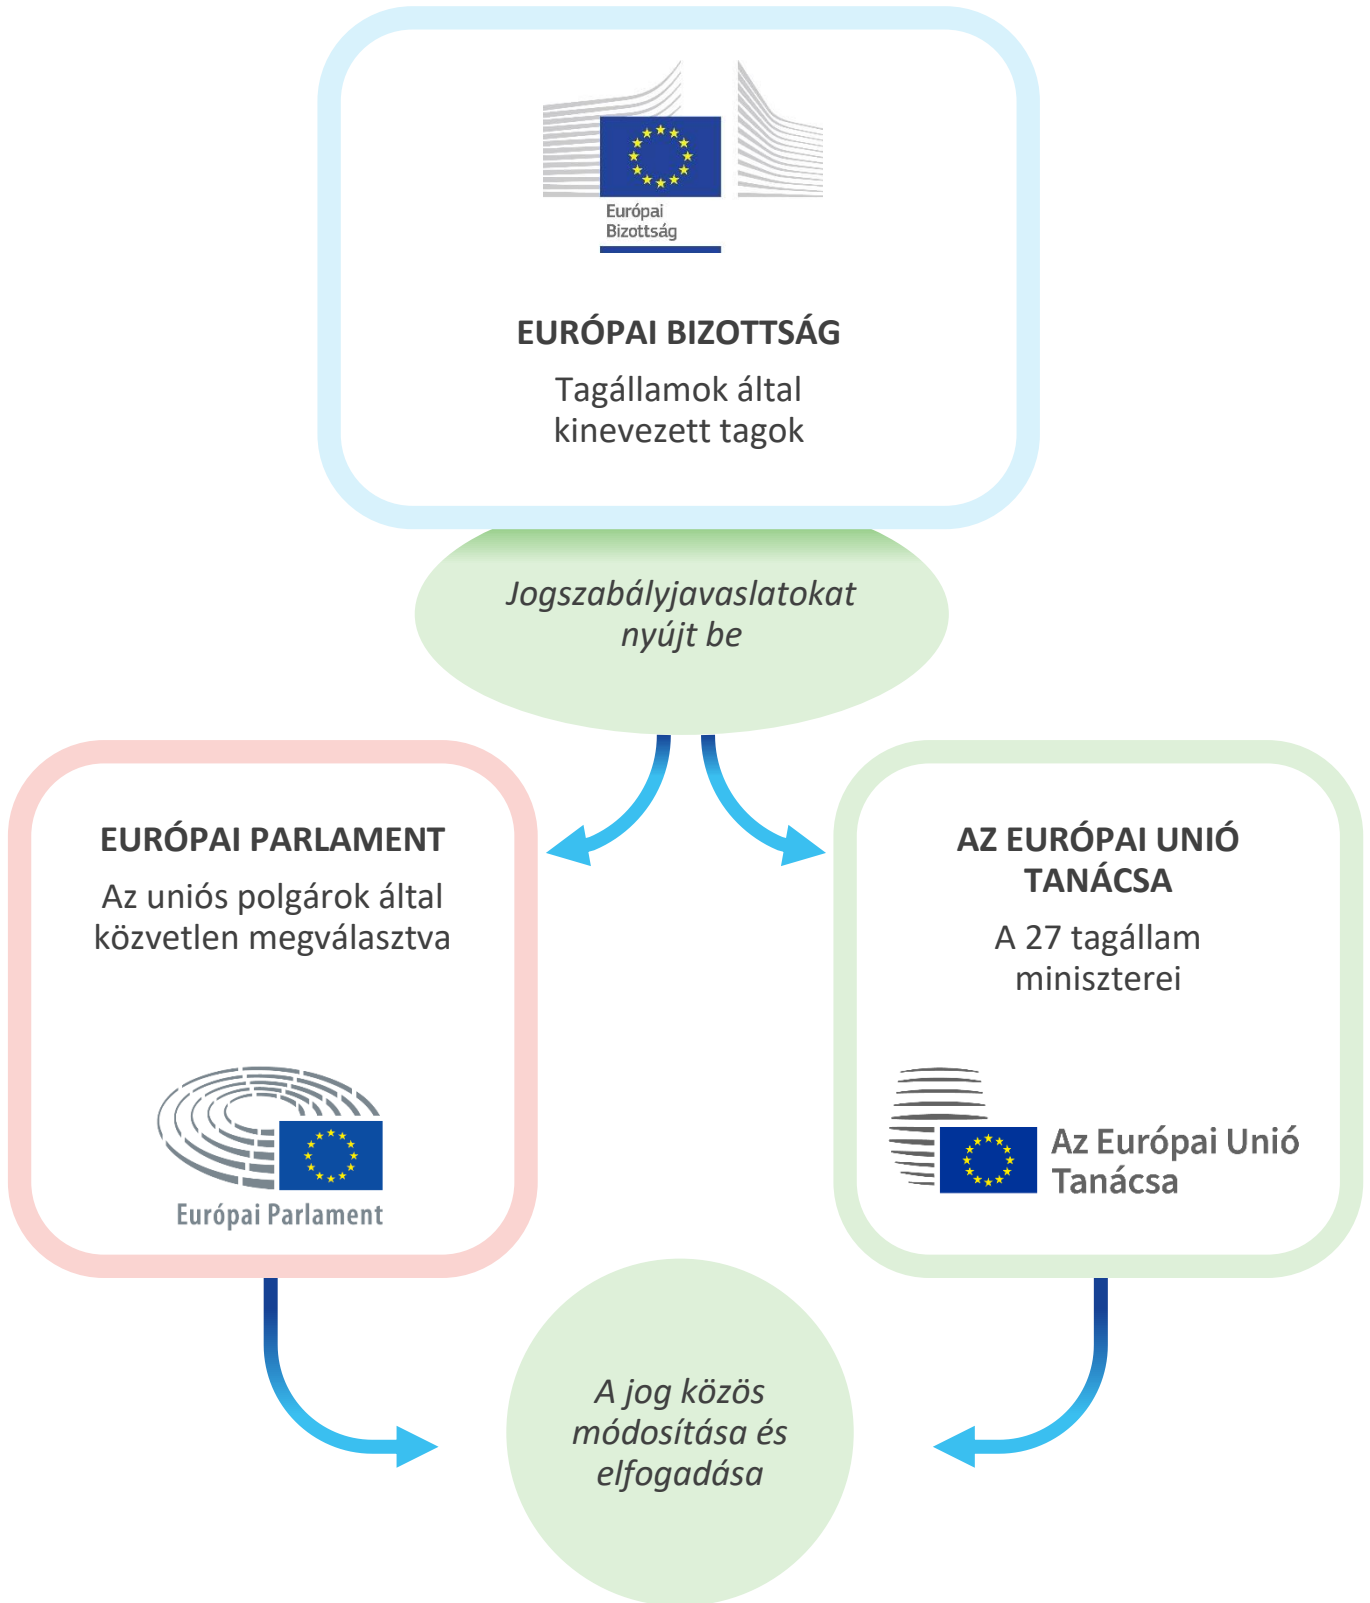 Európai
Bizottság
EURÓPAI BIZOTTSÁG
Tagállamok által
kinevezett tagok
Jogszabályjavaslatokat
nyújt be
EURÓPAI PARLAMENT
Az uniós polgárok által
közvetlen megválasztva
Európai Parlament
AZ EURÓPAI UNIÓ
TANÁCSA
A 27 tagállam
miniszterei
Az Európai Unió
Tanácsa
A jog közös
módosítása és
elfogadása